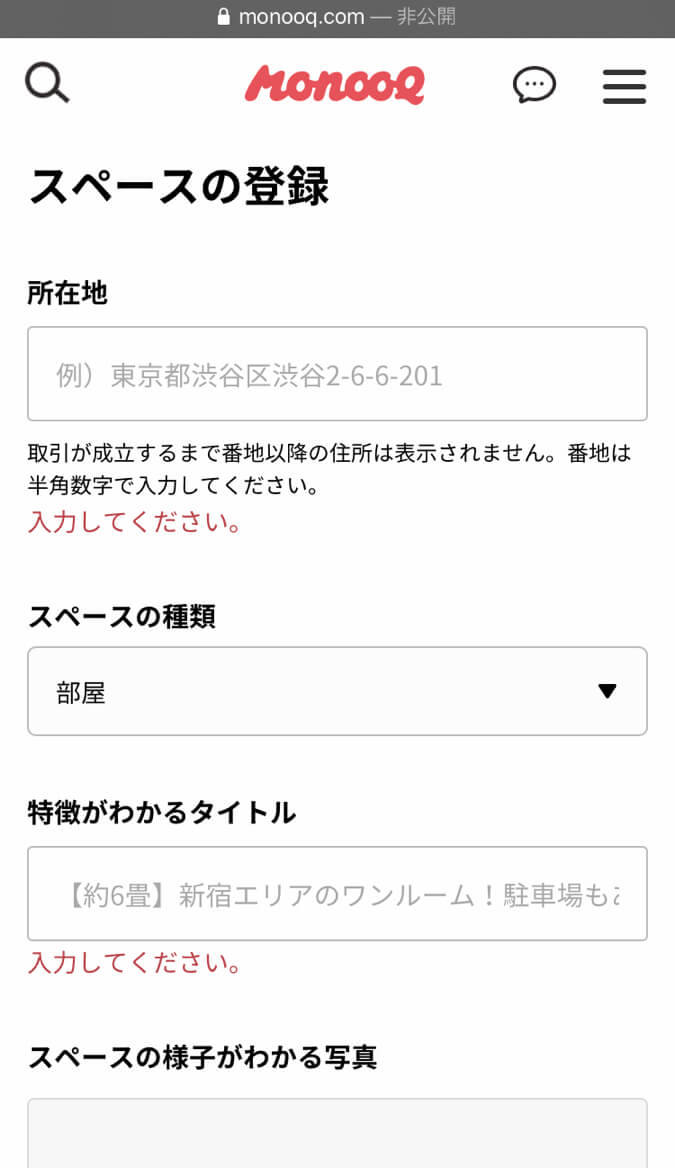 monooq.com — 非公開
monooQ
スペースの登録
所在地
例）東京都渋谷区渋谷2-6-6-201
取引が成立するまで番地以降の住所は表示されません。番地は
半角数字で入力してください。
入力してください。
スペースの種類
部屋
特徴がわかるタイトル
【約6畳】新宿エリアのワンルーム！駐車場も
入力してください。
スペースの様子がわかる写真